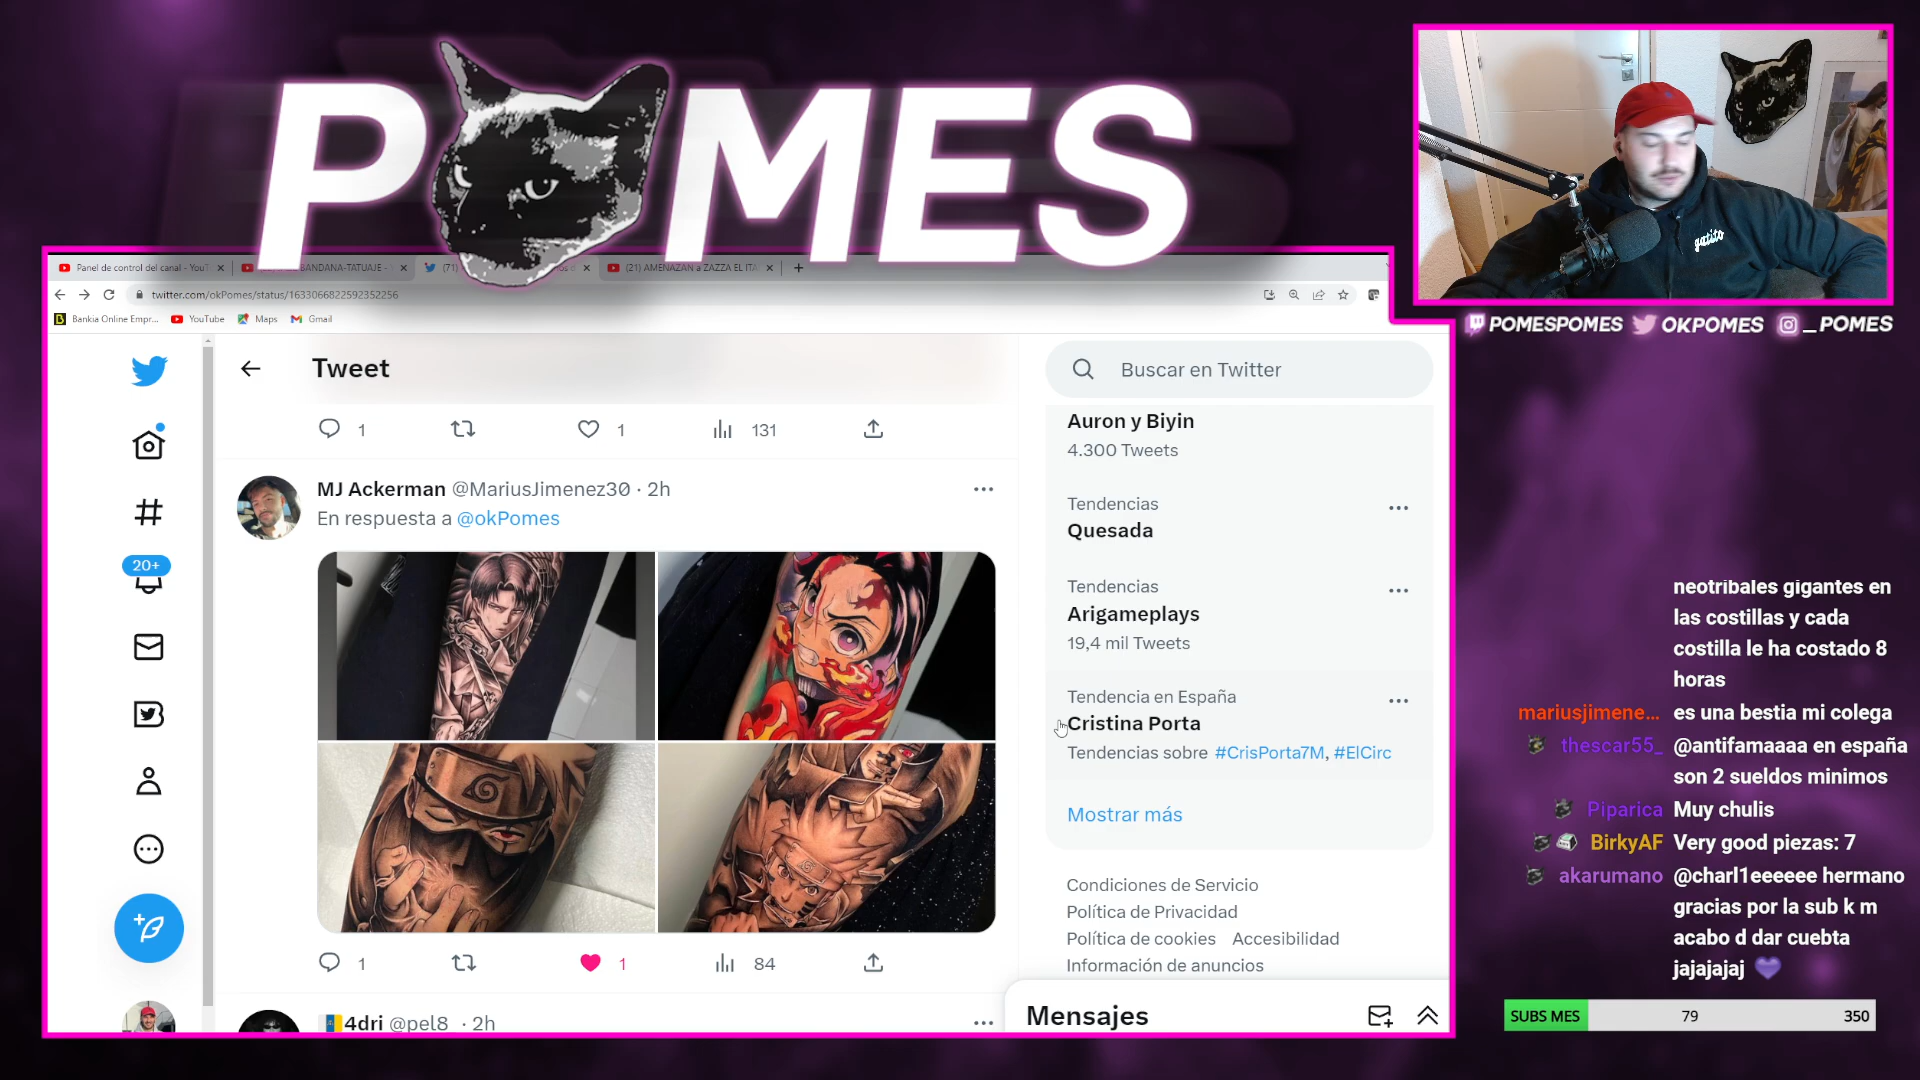 POMES
Panel de control del canal - YouT
BANDANA-TATUAJE -
(71)
(21) AMENAZAN a ZAZZA EL ITA
twitter.com/okPomes/status/1633066822592352256
Bankia Online Empr...
YouTube
Maps
Gmail
gatito
POMESPOMES OKPOMES _POMES
Tweet
Buscar en Twitter
1
1
131
20+
MJ Ackerman @MariusJimenez30 · 2h
En respuesta a @okPomes
1
1
84
4dri @pel8 · 2h
Auron y Biyin
4.300 Tweets
Tendencias
Quesada
Tendencias
Arigameplays
19,4 mil Tweets
Tendencia en España
Cristina Porta
Tendencias sobre #CrisPorta7M, #ElCirc
Mostrar más
Condiciones de Servicio
Política de Privacidad
Política de cookies Accesibilidad
Información de anuncios
Mensajes
neotribales gigantes en
las costillas y cada
costilla le ha costado 8
horas
mariusjimene... es una bestia mi colega
thescar55_ @antifamaaaa en españa
son 2 sueldos minimos
Piparica Muy chulis
BirkyAF Very good piezas: 7
akarumano @charl1eeeeee hermano
gracias por la sub k m
acabo d dar cuebta
jajajajaj
SUBS MES 79 350